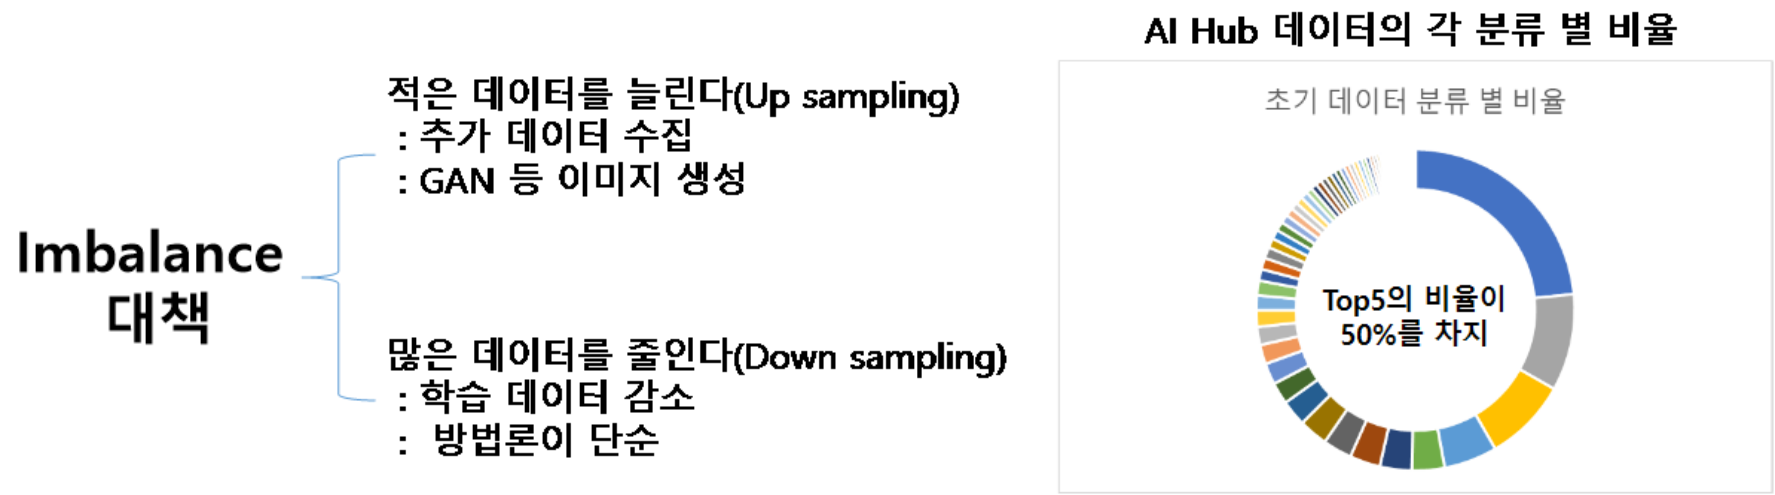 Imbalance
대책
적은 데이터를 늘린다(Up sampling)
: 추가 데이터 수집
: GAN 등 이미지 생성
많은 데이터를 줄인다(Down sampling)
: 학습 데이터 감소
: 방법론이 단순
AI Hub 데이터의 각 분류 별 비율
초기 데이터 분류 별 비율
Top5의 비율이
50%를 차지